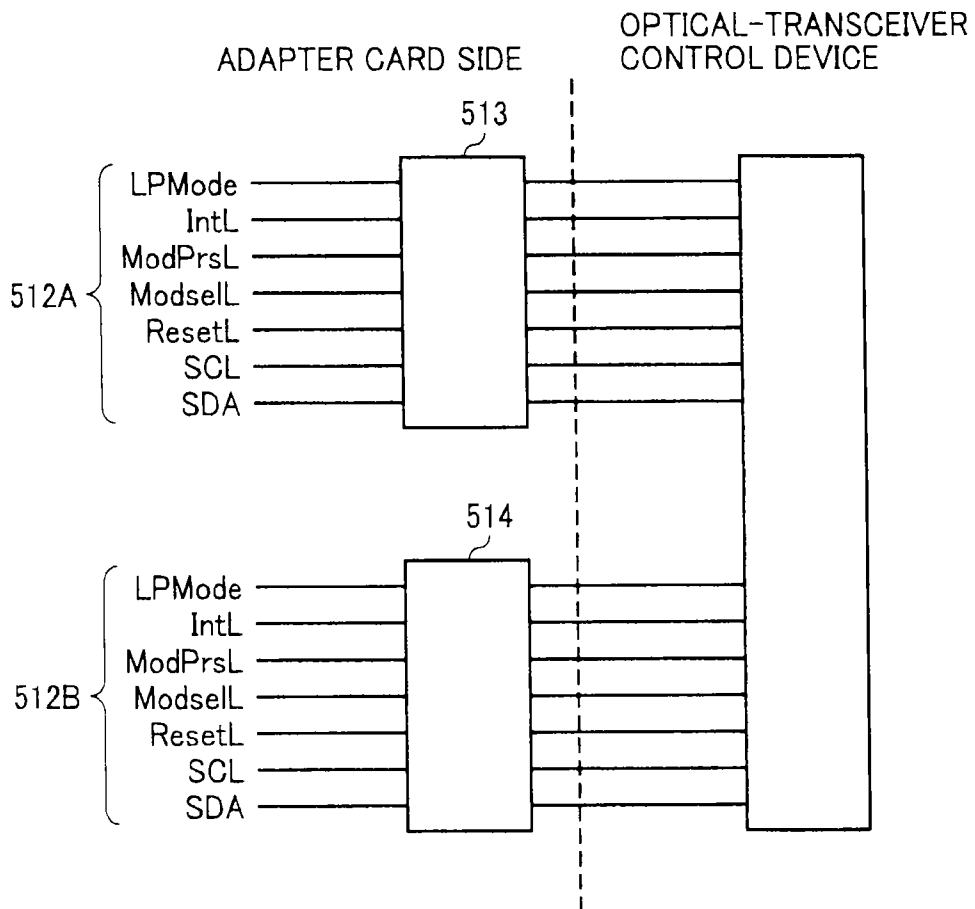 OPTICAL-TRANSCEIVER
CONTROL DEVICE
ADAPTER CARD SIDE
513
LPMode
IntL
ModPrsL
512A
ModselL
ResetL
SCL
SDA
514
LPMode
IntL
ModPrsL
512B
ModselL
ResetL
SCL
SDA